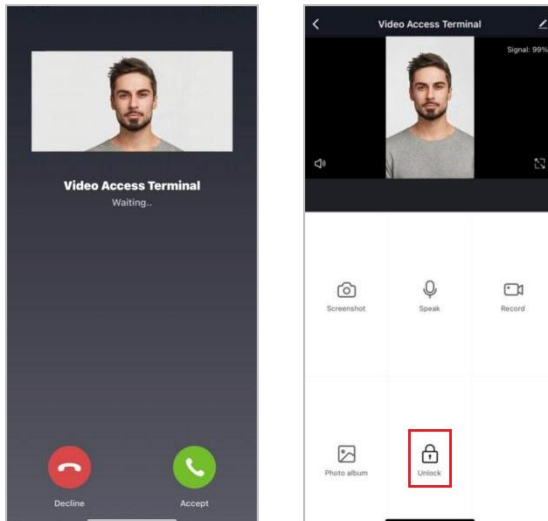 Video Access Terminal
Waiting..
Decline
Accept
Video Access Terminal
Signal: 99%
Screenshot
Speak
Record
Photo album
Unlock